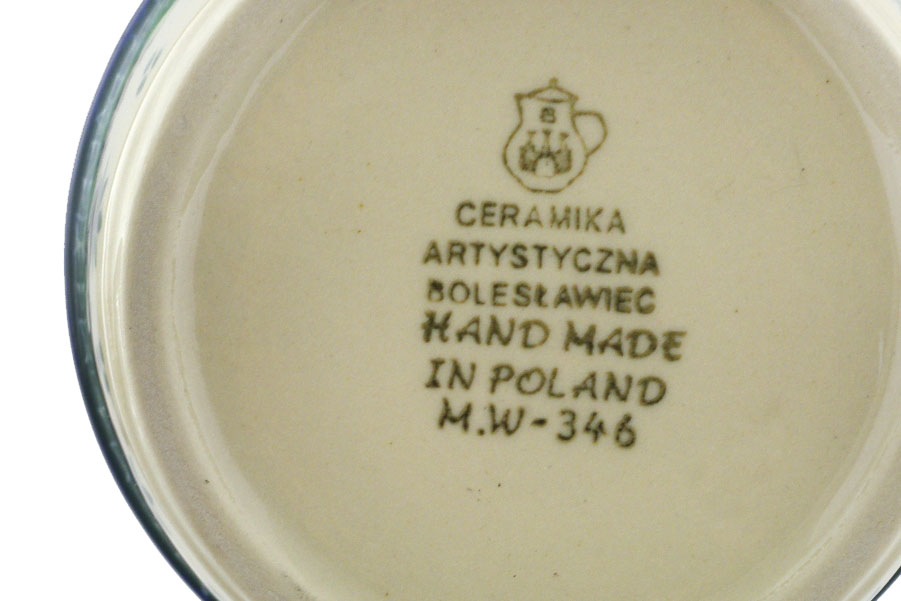 B
CERAMIKA
ARTYSTYCZNA
BOLESŁAWIEC
HAND MADE
IN POLAND
M.W-346